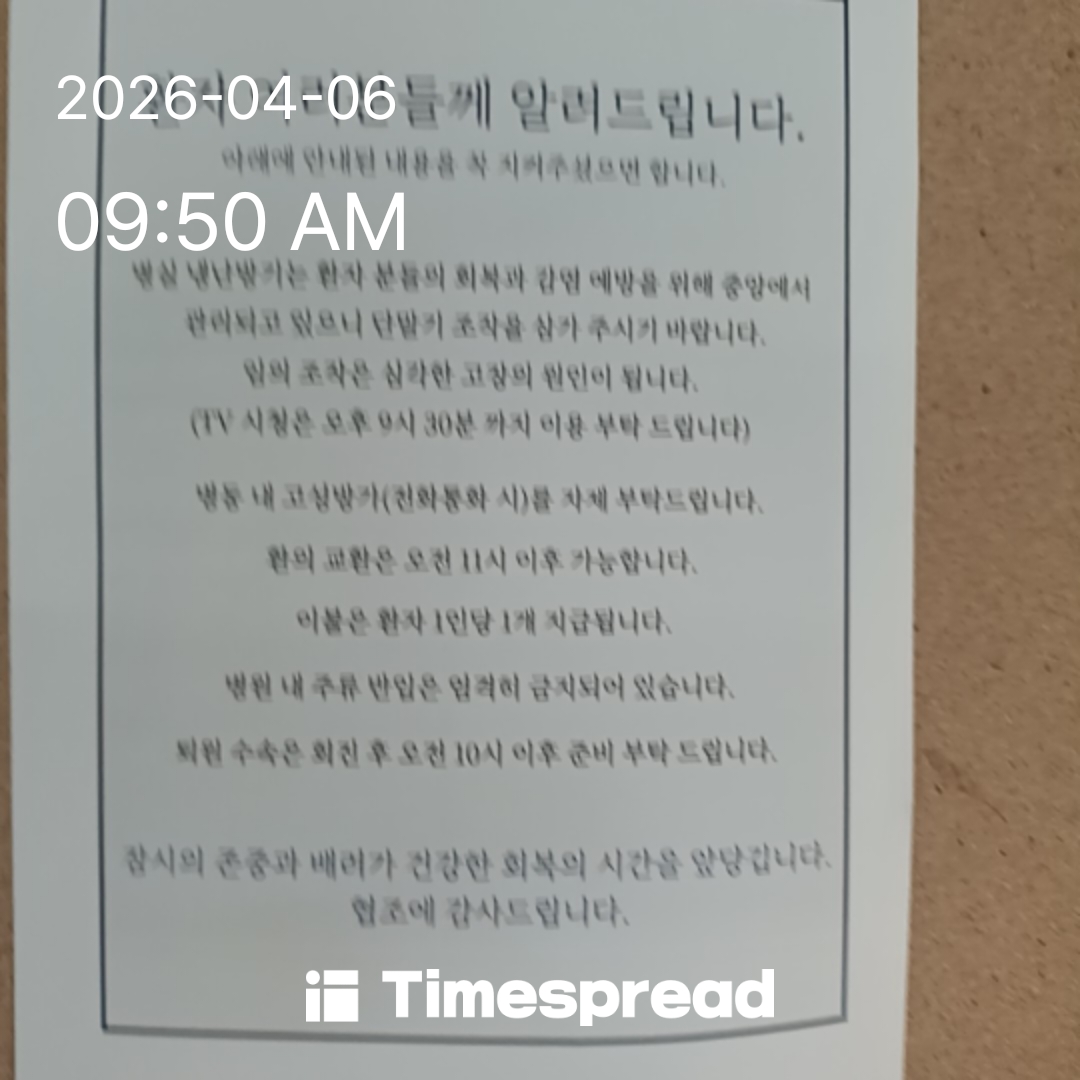 2026-04-06
환자 여러분들께 알려드립니다.
아래에 안내된 내용을 꼭 지켜주셨으면 합니다.
09:50 AM
병실 냉난방기는 환자 분들의 회복과 감염 예방을 위해 중앙에서
관리되고 있으니 단말기 조작을 삼가 주시기 바랍니다.
임의 조작은 심각한 고장의 원인이 됩니다.
(TV 시청은 오후 9시 30분 까지 이용 부탁 드립니다)
병동 내 고성방가(전화통화 시)를 자제 부탁드립니다.
환의 교환은 오전 11시 이후 가능합니다.
이불은 환자 1인당 1개 지급됩니다.
병원 내 주류 반입은 엄격히 금지되어 있습니다.
퇴원 수속은 회진 후 오전 10시 이후 준비 부탁 드립니다.
잠시의 존중과 배려가 건강한 회복의 시간을 앞당깁니다.
협조에 감사드립니다.
Timespread